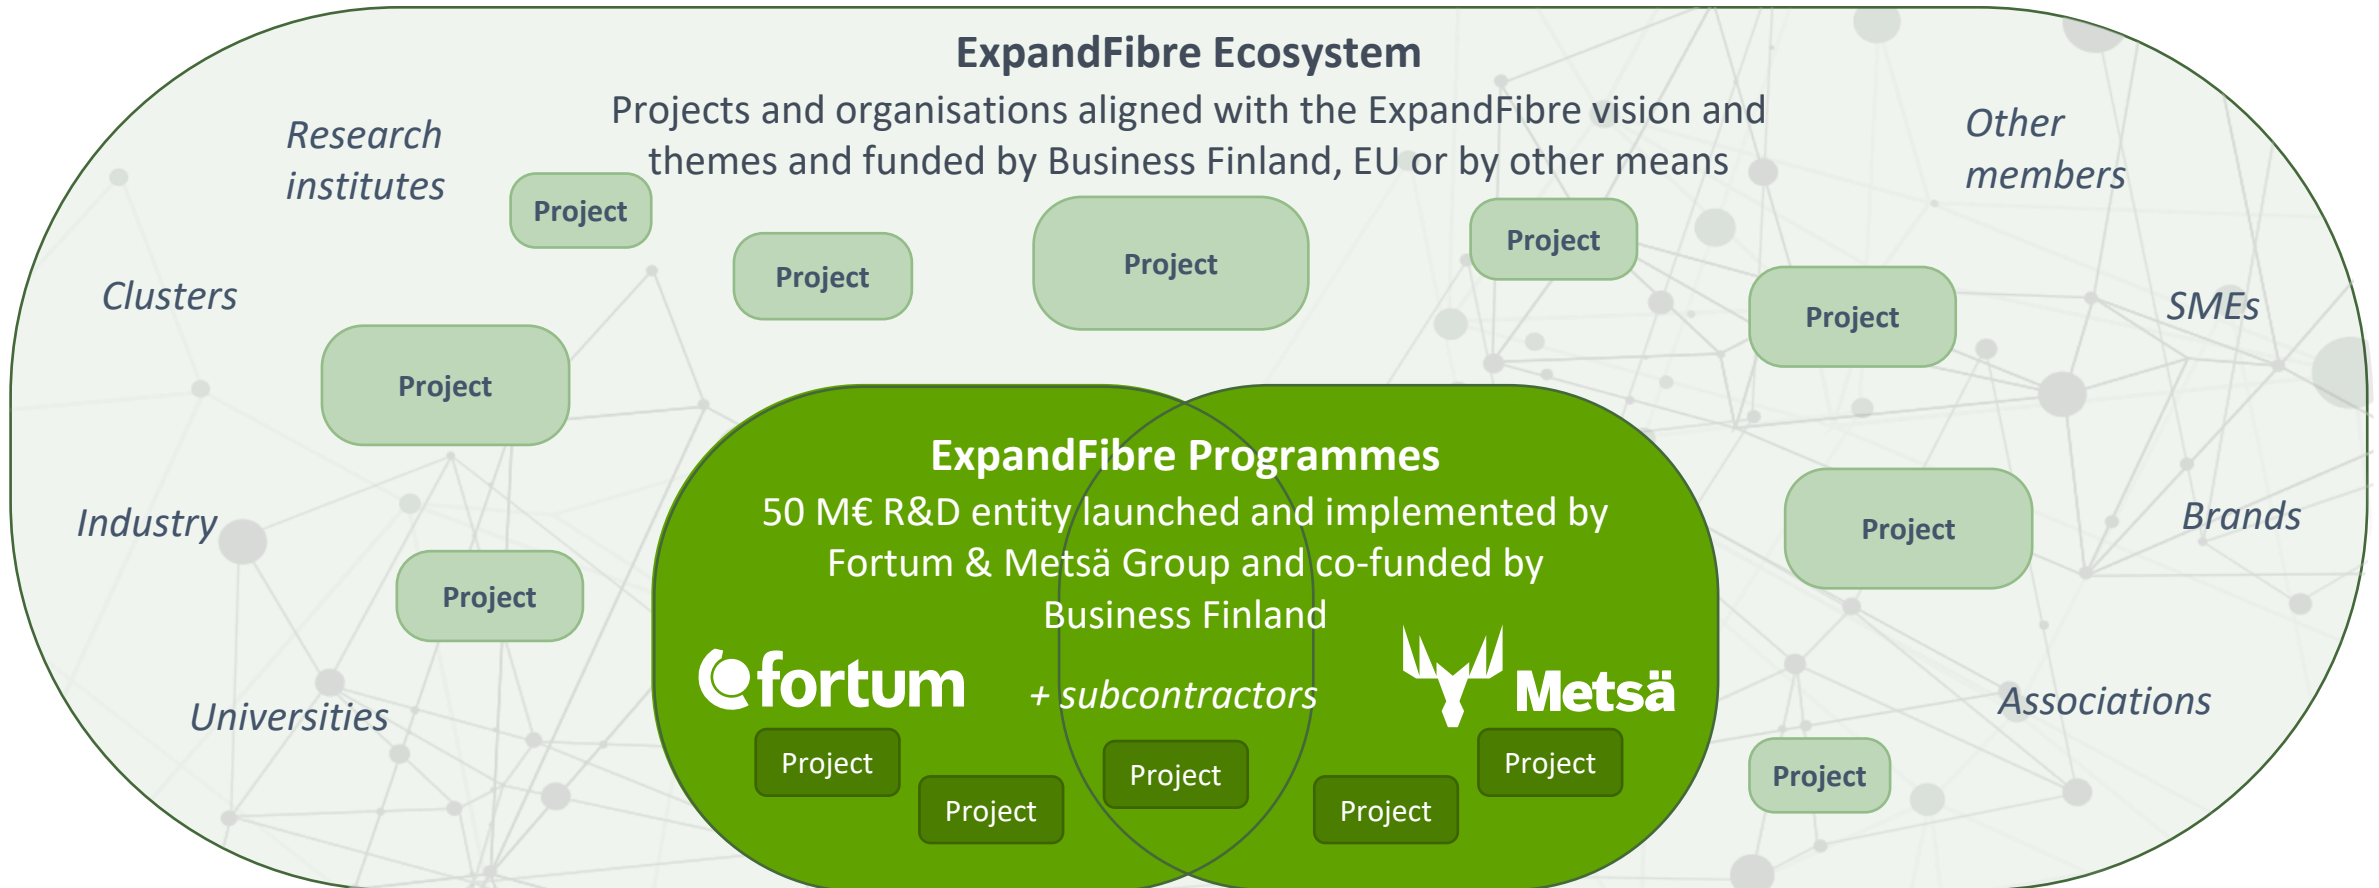 ExpandFibre Ecosystem
Projects and organisations aligned with the ExpandFibre vision and
themes and funded by Business Finland, EU or by other means
Research
institutes
Other
members
Project
Project
Project
Project
Project
Clusters
SMEs
Project
Project
Industry
Brands
Project
Universities
Associations
Project
ExpandFibre Programmes
50 M€ R&D entity launched and implemented by
Fortum & Metsä Group and co-funded by
Business Finland
fortum
+ subcontractors
Metsä
Project
Project
Project
Project
Project